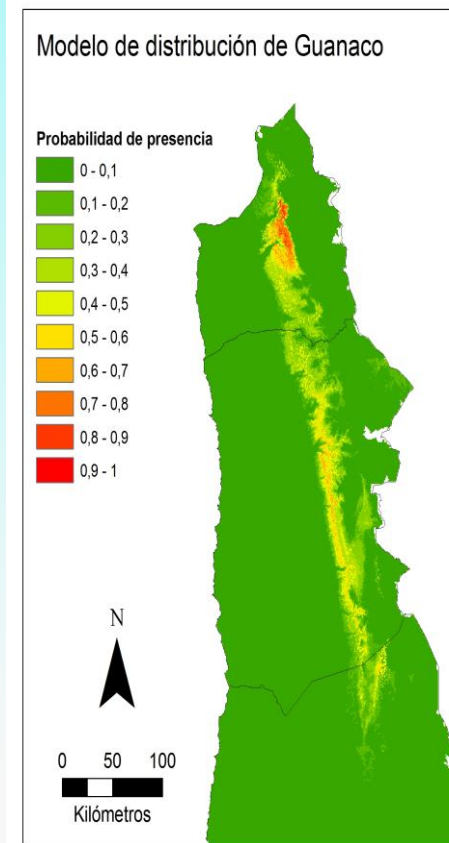 Modelo de distribución de Guanaco
Probabilidad de presencia
0 - 0,1
0,1 - 0,2
0,2 - 0,3
0,3 - 0,4
0,4 - 0,5
0,5 - 0,6
0,6 - 0,7
0,7 - 0,8
0,8 - 0,9
0,9 - 1
N
0 50 100
Kilómetros